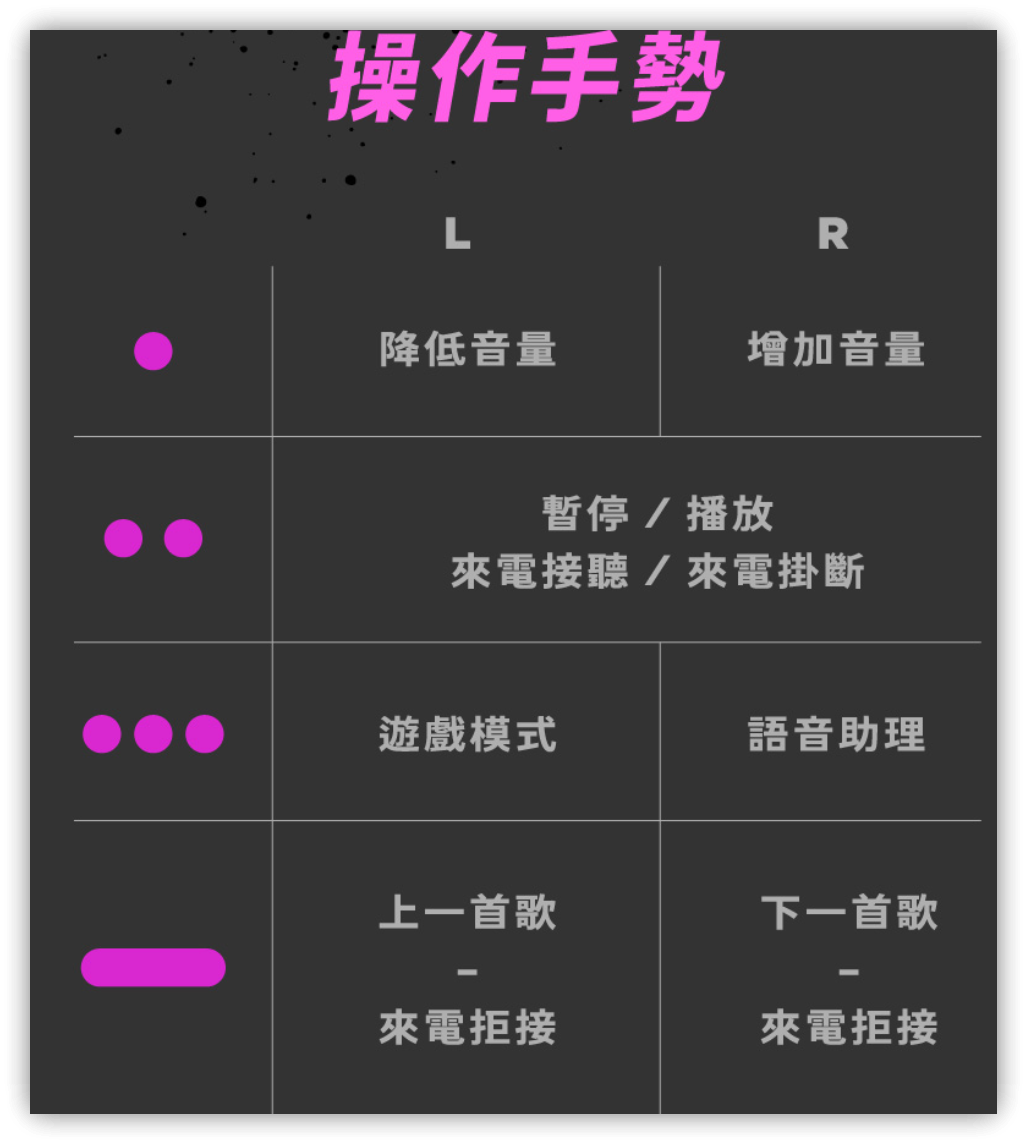 操作手勢
L R
降低音量 增加音量
暫停 / 播放
來電接聽 / 來電掛斷
遊戲模式 語音助理
上一首歌 下一首歌
– –
來電拒接 來電拒接